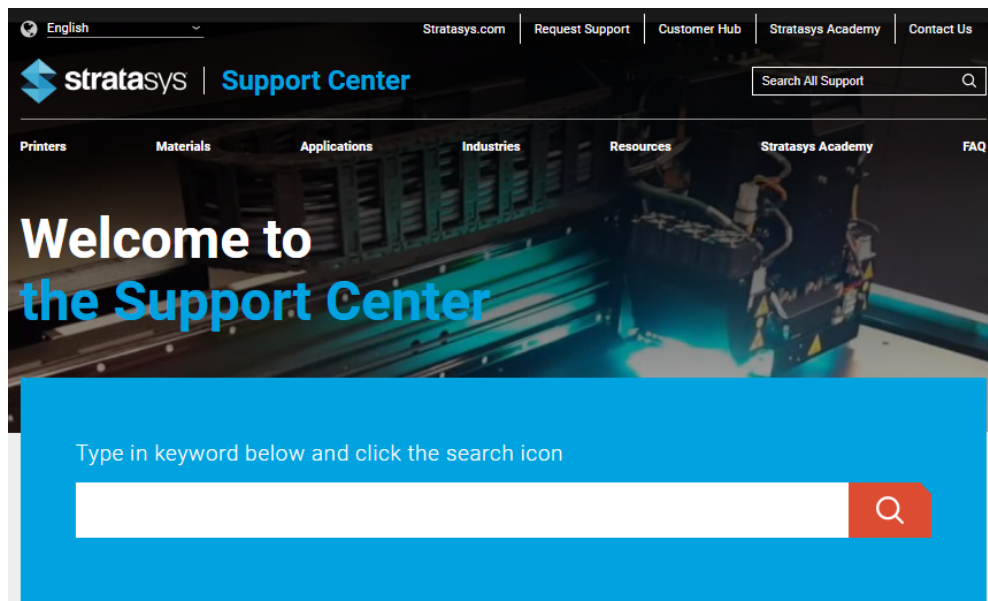 English
Stratasys.com Request Support Customer Hub Stratasys Academy Contact Us
stratasys Support Center
Search All Support
Printers Materials Applications Industries Resources Stratasys Academy FAQ
Welcome to
the Support Center
Type in keyword below and click the search icon